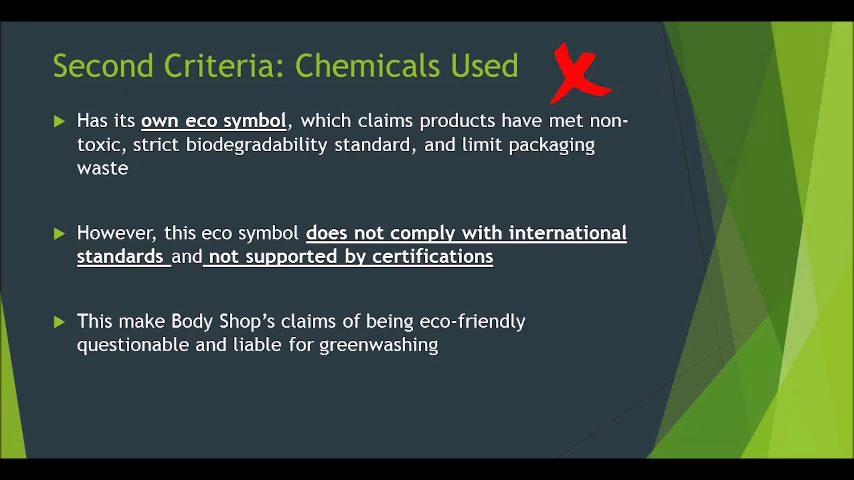 Second Criteria: Chemicals Used
Has its own eco symbol, which claims products have met non-
toxic, strict biodegradability standard, and limit packaging
waste
However, this eco symbol does not comply with international
standards and not supported by certifications
This make Body Shop's claims of being eco-friendly
questionable and liable for greenwashing